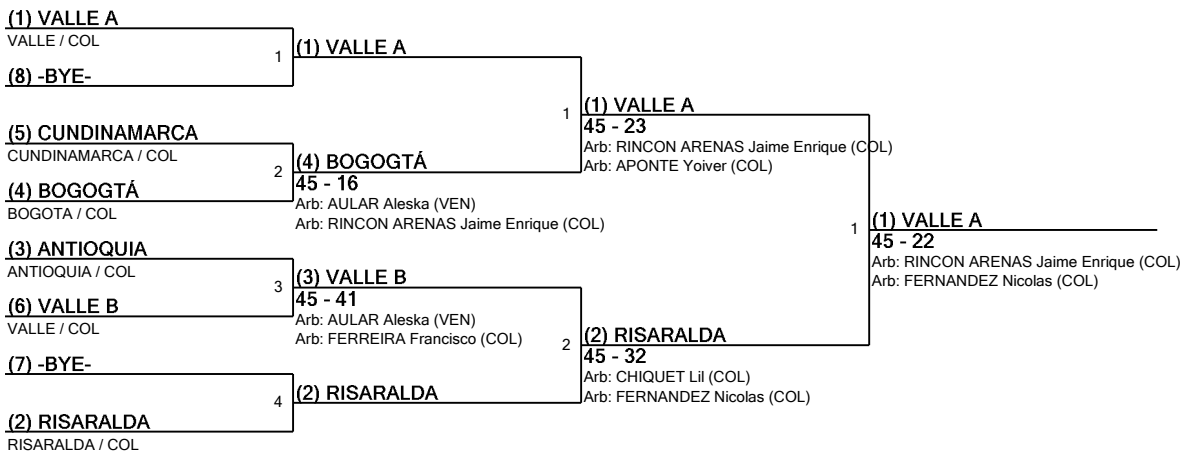 (1) VALLE A
VALLE / COL
(8) -BYE-
1
(1) VALLE A
(5) CUNDINAMARCA
CUNDINAMARCA / COL
(4) BOGOGTÁ
BOGOTA / COL
2
(4) BOGOGTÁ
45 - 16
Arb: AULAR Aleska (VEN)
Arb: RINCON ARENAS Jaime Enrique (COL)
(3) ANTIOQUIA
ANTIOQUIA / COL
(6) VALLE B
VALLE / COL
3
(3) VALLE B
45 - 41
Arb: AULAR Aleska (VEN)
Arb: FERREIRA Francisco (COL)
(7) -BYE-
(2) RISARALDA
RISARALDA / COL
4
(2) RISARALDA
1
(1) VALLE A
45 - 23
Arb: RINCON ARENAS Jaime Enrique (COL)
Arb: APONTE Yoiver (COL)
2
(2) RISARALDA
45 - 32
Arb: CHIQUET Lil (COL)
Arb: FERNANDEZ Nicolas (COL)
1
(1) VALLE A
45 - 22
Arb: RINCON ARENAS Jaime Enrique (COL)
Arb: FERNANDEZ Nicolas (COL)